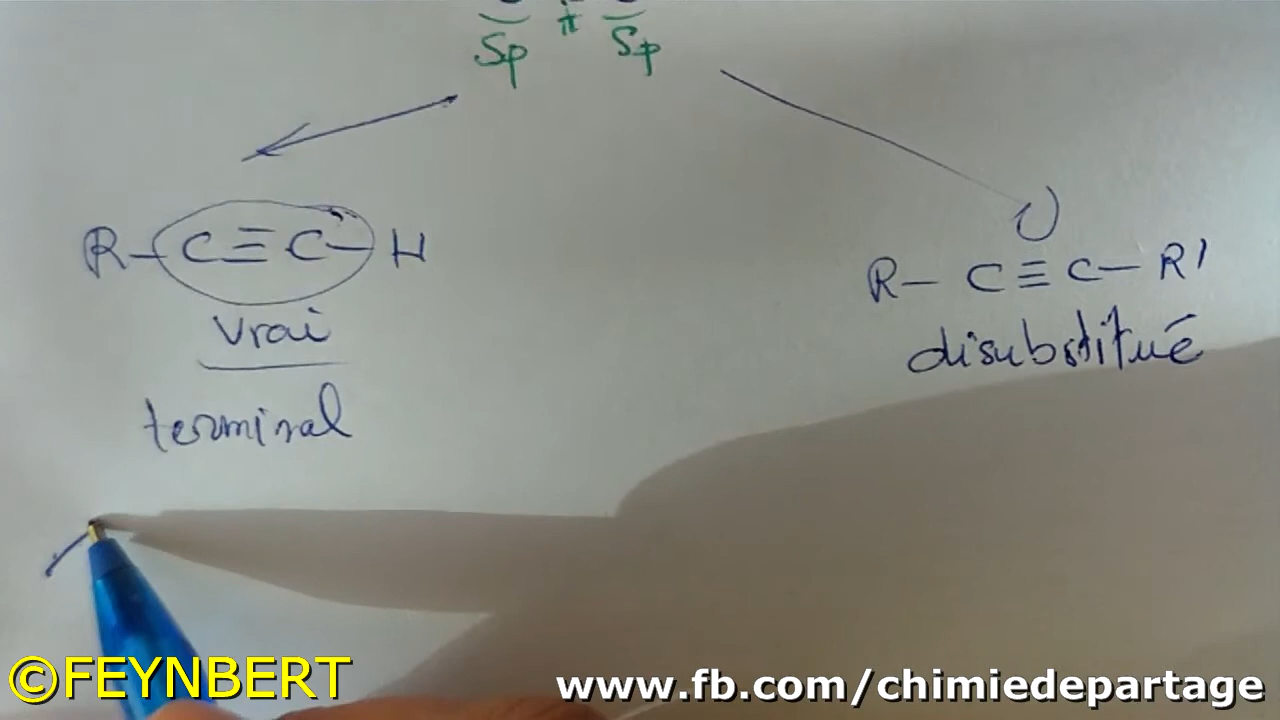 Sp π Sp
R-C≡C-H
vrai
terminal
R-C≡C-R'
disubstitué
©FEYNBERT
www.fb.com/chimiedepartage